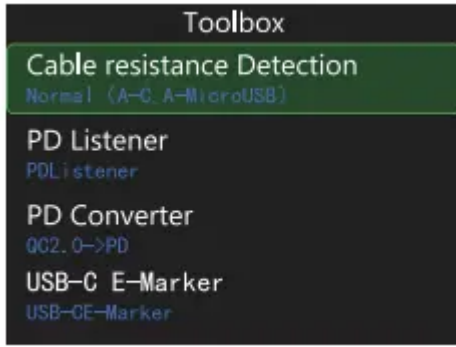 Toolbox
Cable resistance Detection
Normal (A-C, A-MicroUSB)
PD Listener
PDListener
PD Converter
QC2.0->PD
USB-C E-Marker
USB-CE-Marker